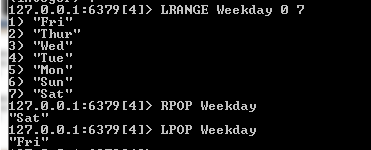 127.0.0.1:6379[4]> LRANGE Weekday 0 7
1) "Fri"
2) "Thur"
3) "Wed"
4) "Tue"
5) "Mon"
6) "Sun"
7) "Sat"
127.0.0.1:6379[4]> RPOP Weekday
"Sat"
127.0.0.1:6379[4]> LPOP Weekday
"Fri"